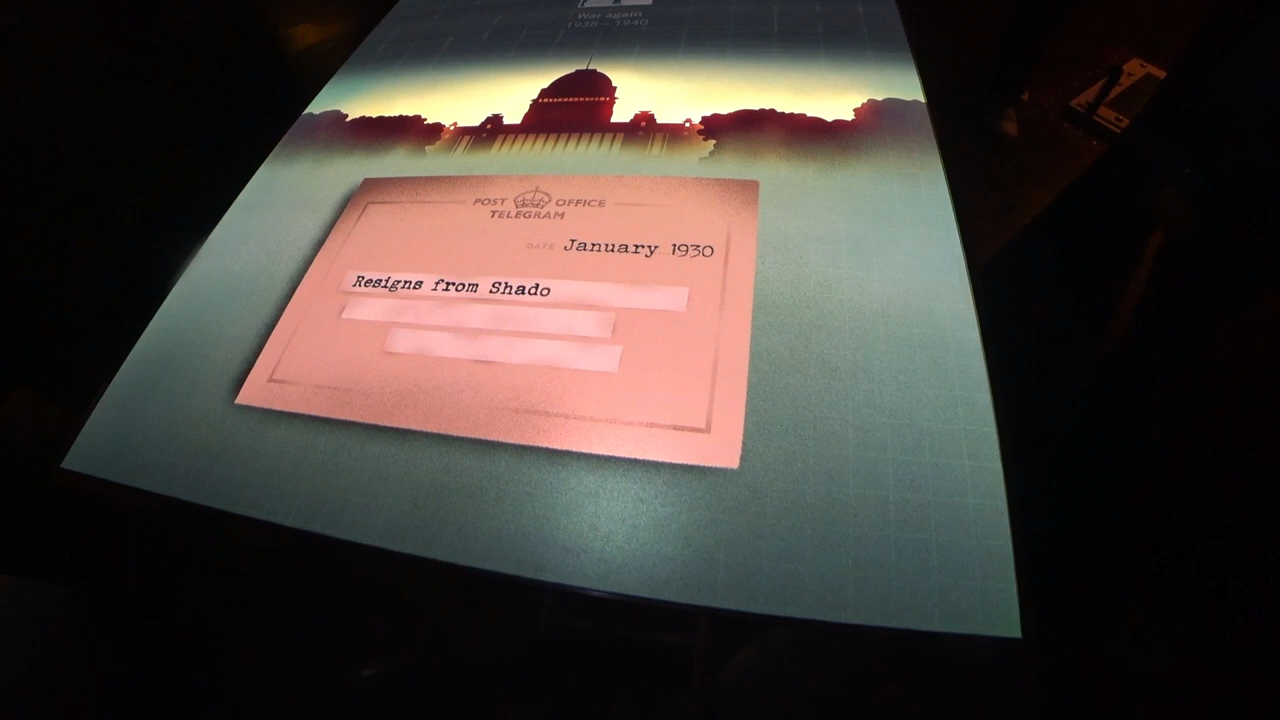 War again
1938 – 1940
POST OFFICE
TELEGRAM
DATE January 1930
Resigns from Shado